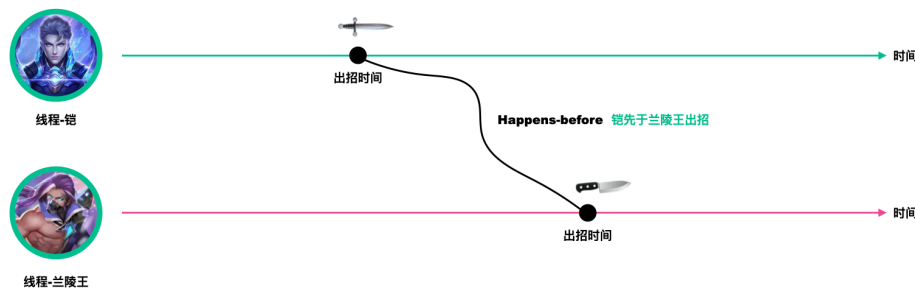 时间
出招时间
线程-铠
Happens-before 铠先于兰陵王出招
时间
出招时间
线程-兰陵王